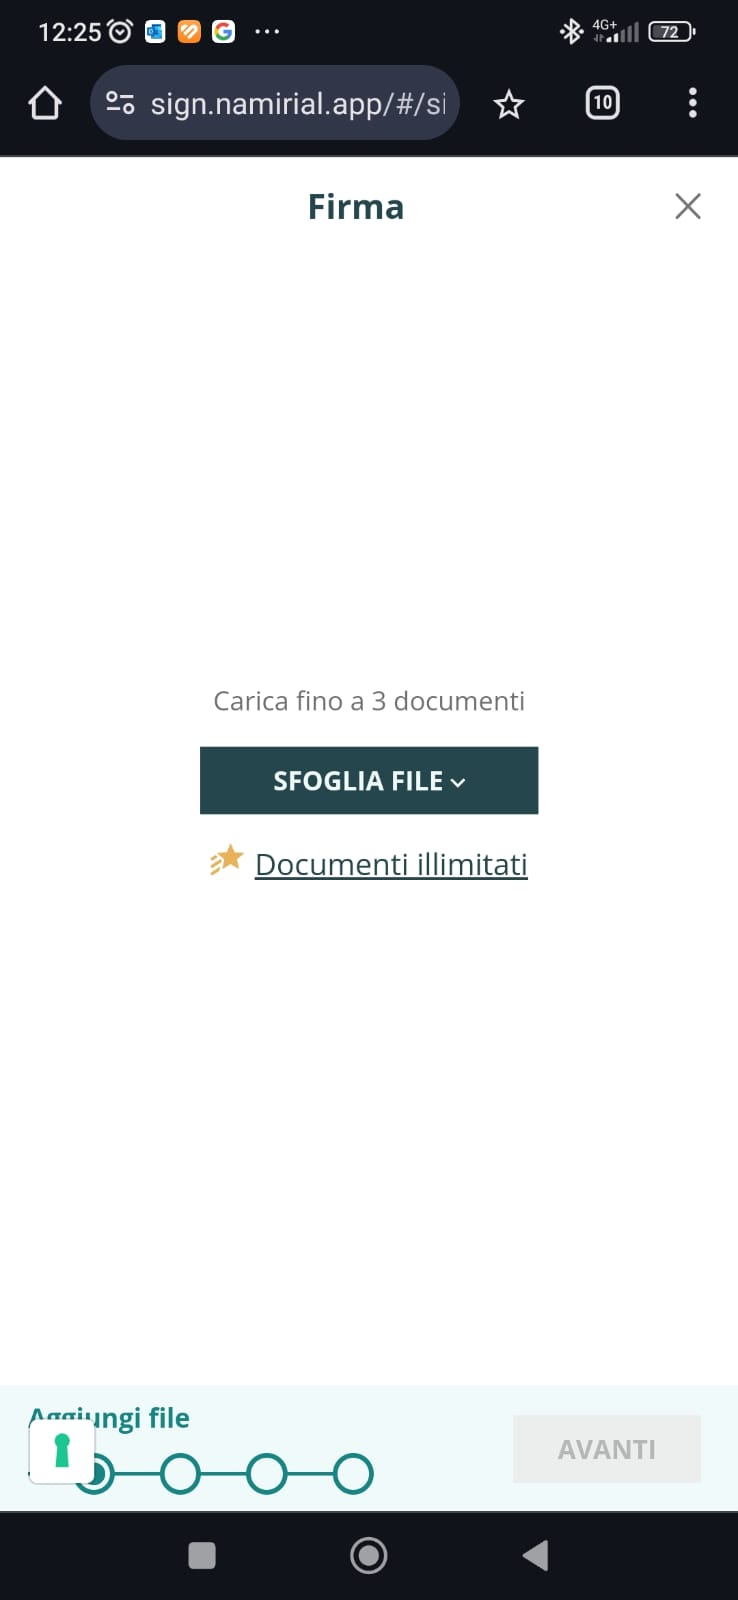 12:25 ... 4G+ 72
sign.namirial.app/#/si 10
Firma
Carica fino a 3 documenti
SFOGLIA FILE
Documenti illimitati
Aggiungi file
AVANTI